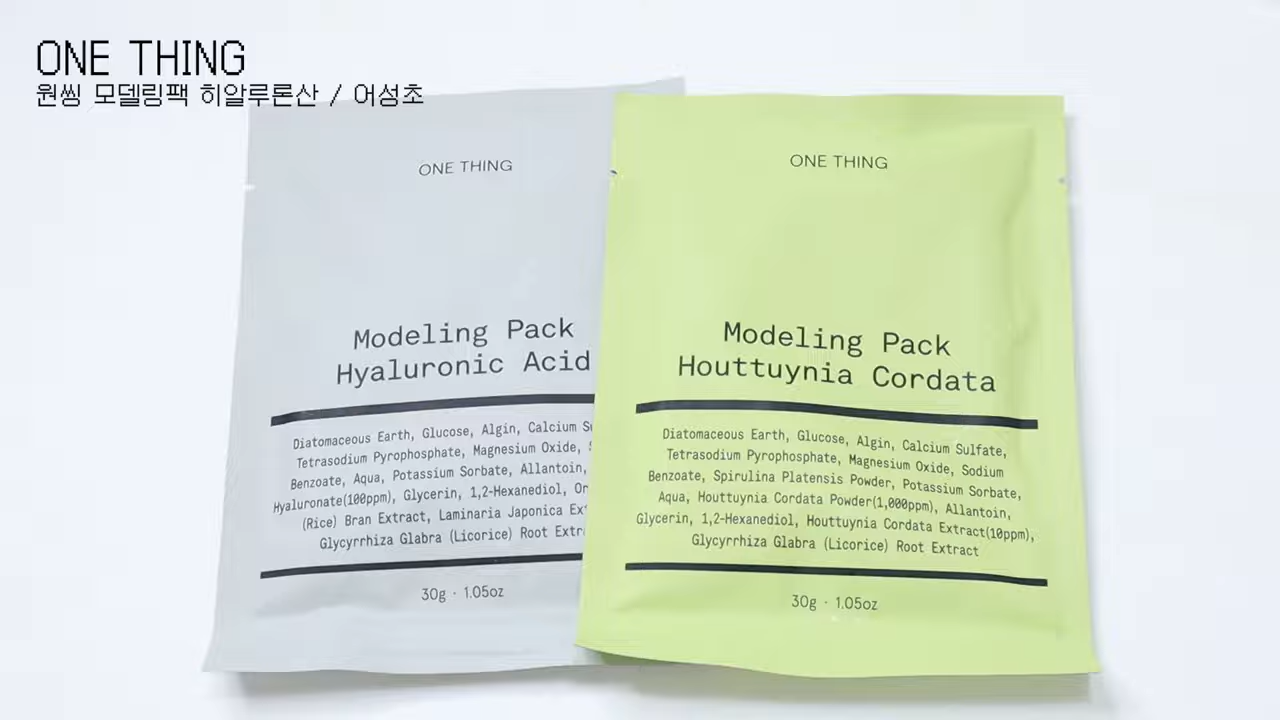 ONE THING
원씽 모델링팩 히알루론산 / 어성초
ONE THING
Modeling Pack
Hyaluronic Acid
Diatomaceous Earth, Glucose, Algin, Calcium
Tetrasodium Pyrophosphate, Magnesium Oxide,
Benzoate, Aqua, Potassium Sorbate, Allantoin,
Hyaluronate(100ppm), Glycerin, 1,2-Hexanediol,
(Rice) Bran Extract, Laminaria Japonica
Glycyrrhiza Glabra (Licorice) Root
30g · 1.05oz
ONE THING
Modeling Pack
Houttuynia Cordata
Diatomaceous Earth, Glucose, Algin, Calcium Sulfate,
Tetrasodium Pyrophosphate, Magnesium Oxide, Sodium
Benzoate, Spirulina Platensis Powder, Potassium Sorbate,
Aqua, Houttuynia Cordata Powder(1,000ppm), Allantoin,
Glycerin, 1,2-Hexanediol, Houttuynia Cordata Extract(10ppm),
Glycyrrhiza Glabra (Licorice) Root Extract
30g · 1.05oz